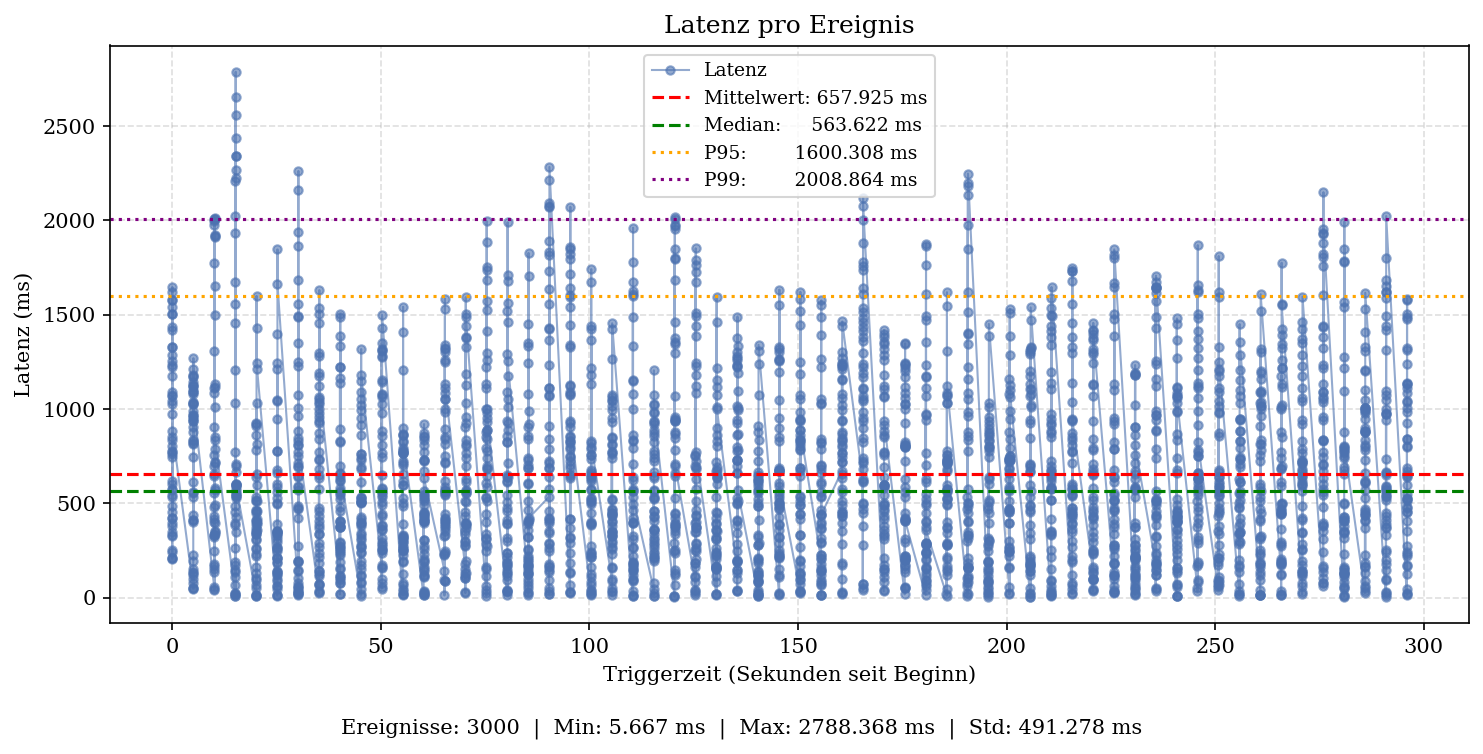 Latenz pro Ereignis
Latenz
Mittelwert: 657.925 ms
Median: 563.622 ms
P95: 1600.308 ms
P99: 2008.864 ms
Latenz (ms)
2500
2000
1500
1000
500
0
0 50 100 150 200 250 300
Triggerzeit (Sekunden seit Beginn)
Ereignisse: 3000 | Min: 5.667 ms | Max: 2788.368 ms | Std: 491.278 ms